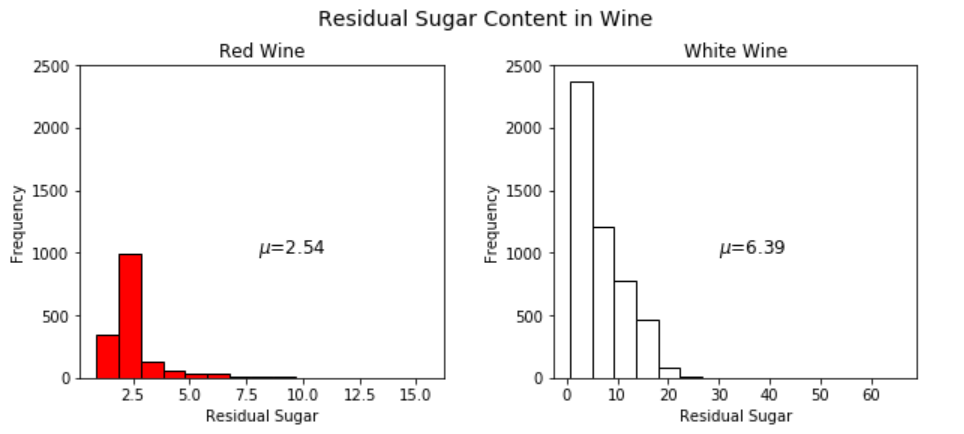 Residual Sugar Content in Wine
Red Wine
2500
2000
1500
1000
500
0
Frequency
μ=2.54
2.5 5.0 7.5 10.0 12.5 15.0
Residual Sugar
White Wine
2500
2000
1500
1000
500
0
Frequency
μ=6.39
0 10 20 30 40 50 60
Residual Sugar